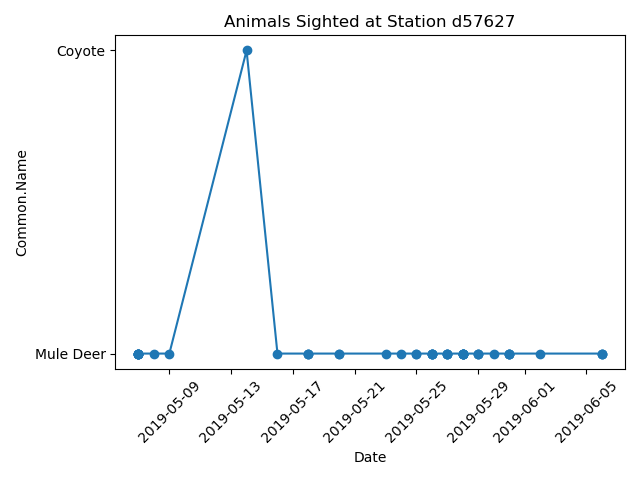 Animals Sighted at Station d57627
Coyote
Common.Name
Mule Deer
2019-05-09
2019-05-13
2019-05-17
2019-05-21
2019-05-25
2019-05-29
2019-06-01
2019-06-05
Date